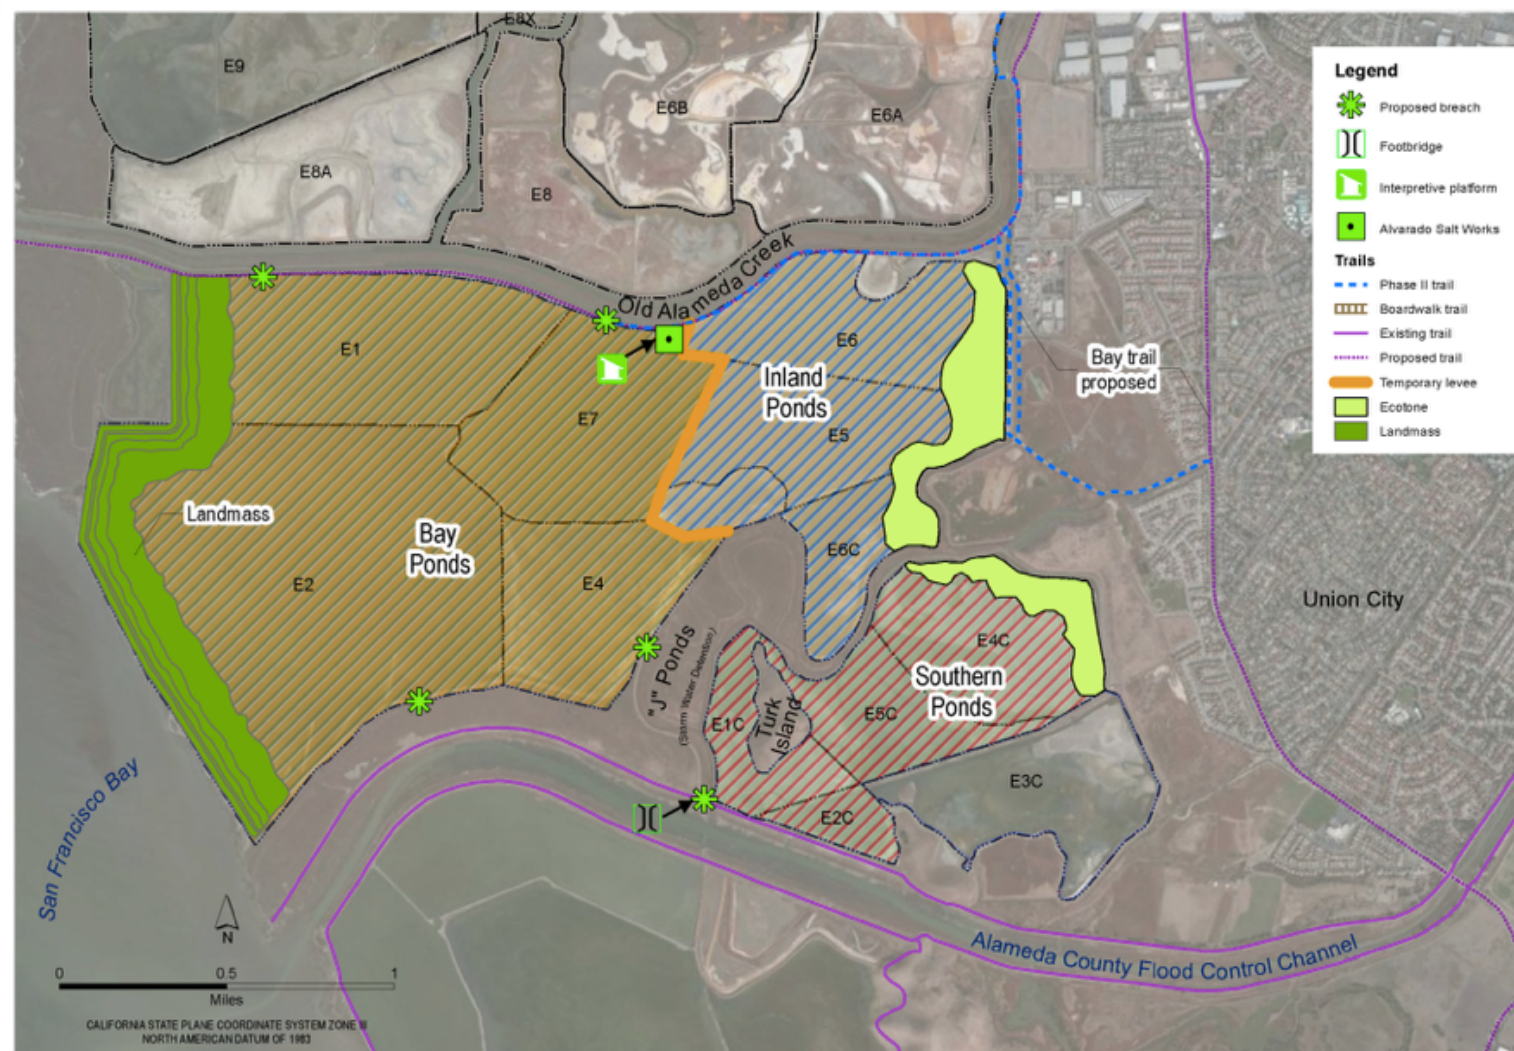 E8X
E9
E6B
E6A
E8A
E8
Legend
Proposed breach
Footbridge
Interpretive platform
Alvarado Salt Works
Trails
Phase II trail
Boardwalk trail
Existing trail
Proposed trail
Temporary levee
Ecotone
Landmass
Old Alameda Creek
E1
E6
E7
Inland
Ponds
E5
Bay trail
proposed
Landmass
Bay
Ponds
E2
E4
E6C
Union City
E4C
Southern
Ponds
"J" Ponds
(Storm Water Detention)
E1C
Turk
Island
E5C
E3C
E2C
San Francisco Bay
Alameda County Flood Control Channel
N
0 0.5 1
Miles
CALIFORNIA STATE PLANE COORDINATE SYSTEM ZONE III
NORTH AMERICAN DATUM OF 1983